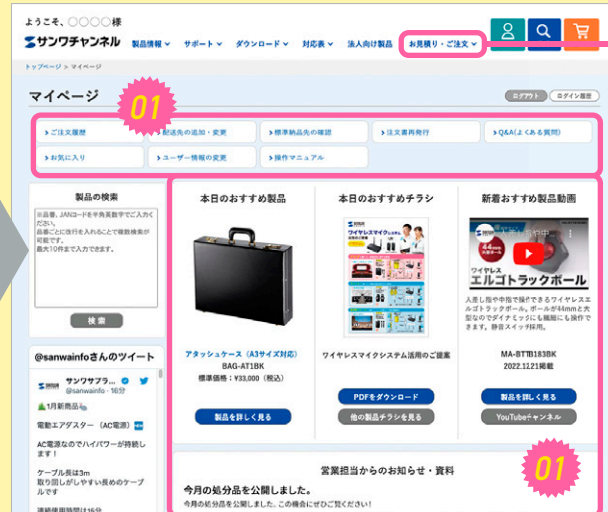 ようこそ、○○○○様
サンワチャンネル
製品情報
サポート
ダウンロード
対応表
法人向け製品
お見積り・ご注文
トップページ > マイページ
マイページ
01
ログアウト
ログイン履歴
ご注文履歴
配送先の追加・変更
標準納品先の確認
注文書再発行
Q&A(よくある質問)
お気に入り
ユーザー情報の変更
操作マニュアル
製品の検索
※品番、JANコードを半角英数字でご入力く
ださい。
品番ごとに改行を入れることで複数検索が
可能です。
最大10件まで入力できます。
検索
@sanwainfoさんのツイート
サンワサプラ...
@sanwainfo · 16分
1月新商品
電動エアダスター (AC電源)
AC電源なのでハイパワーが持続し
ます!
ケーブル長は3m
取り回しがしやすい長めのケーブ
ルです
連続使用時間は15分
本日のおすすめ製品
アタッシュケース (A3サイズ対応)
BAG-AT1BK
標準価格:¥33,000 (税込)
製品を詳しく見る
本日のおすすめチラシ
ワイヤレスマイクシステム
ワイヤレスマイクシステム活用のご提案
PDFをダウンロード
他の製品チラシを見る
新着おすすめ製品動画
44mm
ワイヤレス
エルゴトラックボール
人差し指や中指で操作できるワイヤレスエ
ルゴトラックボール。ボールが44mmと大
型なのでダイナミックにも繊細にも操作で
きます。静音スイッチ採用。
MA-BTTB183BK
2022.12.21掲載
製品を詳しく見る
YouTubeチャンネル
営業担当からのお知らせ・資料
今月の処分品を公開しました。
今月の処分品を公開しました。この機会にぜひご覧ください!
01